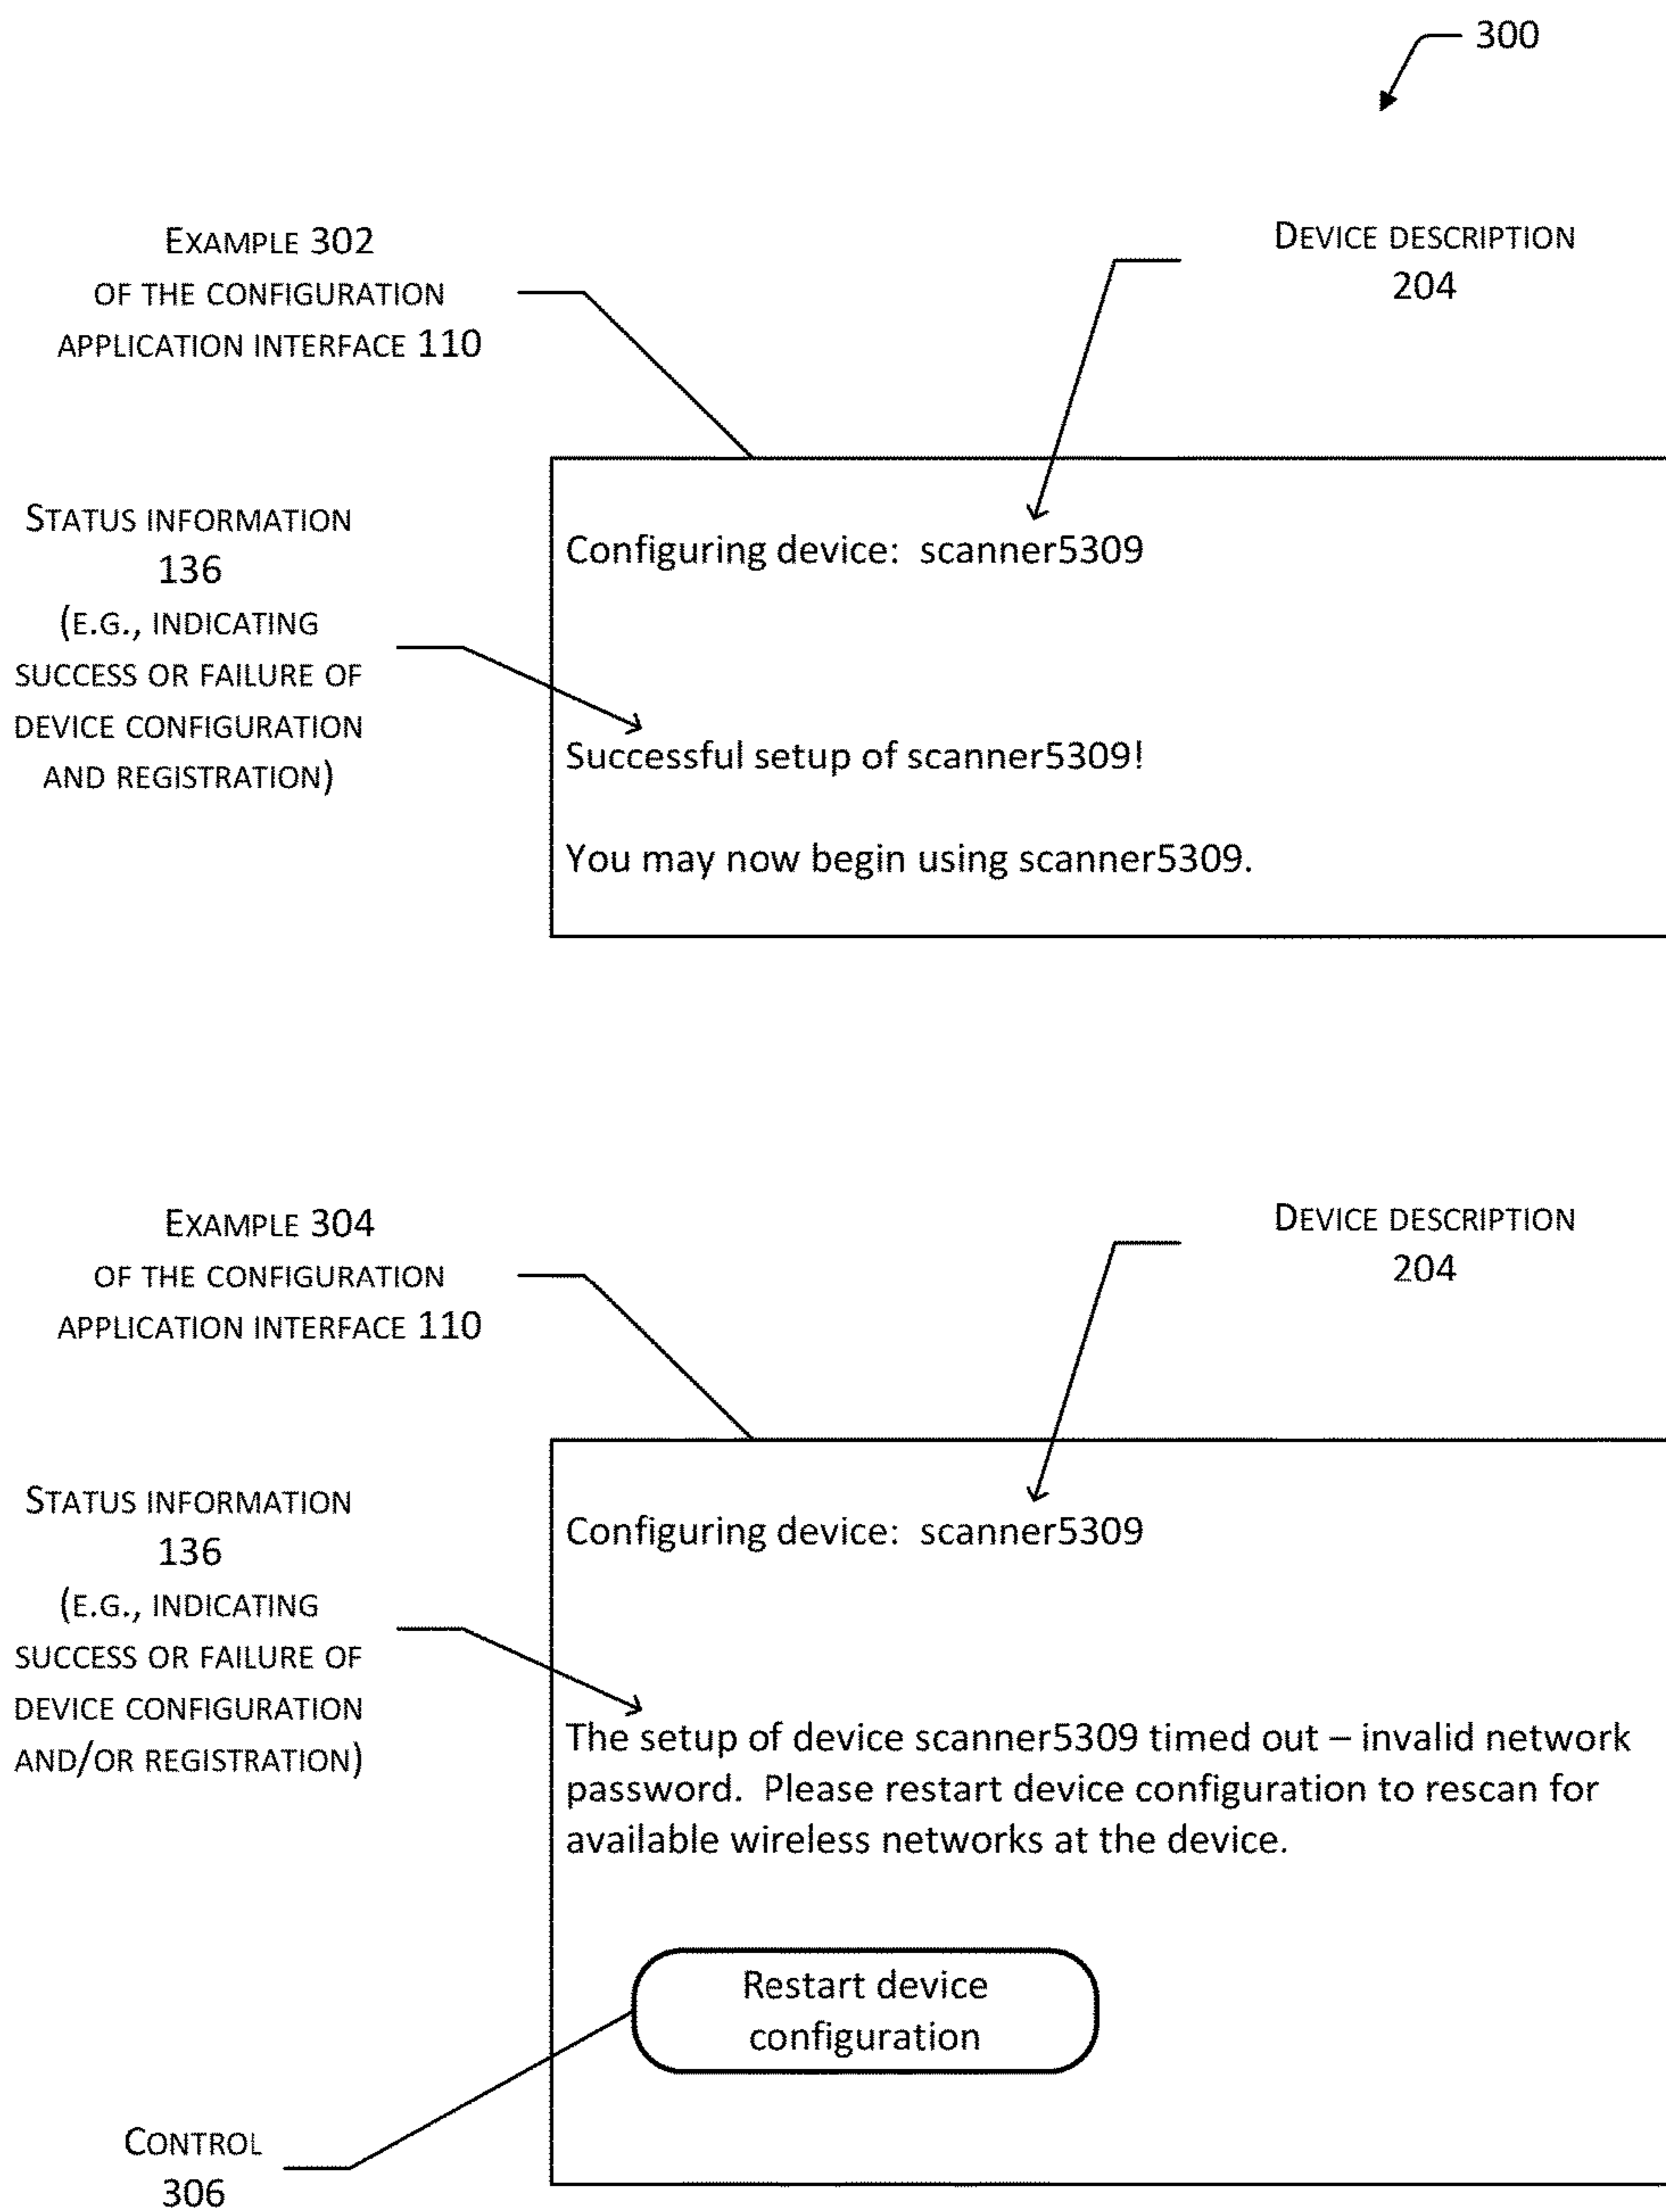 300
EXAMPLE 302
OF THE CONFIGURATION
APPLICATION INTERFACE 110
DEVICE DESCRIPTION
204
STATUS INFORMATION
136
(E.G., INDICATING
SUCCESS OR FAILURE OF
DEVICE CONFIGURATION
AND REGISTRATION)
Configuring device: scanner5309
Successful setup of scanner5309!
You may now begin using scanner5309.
EXAMPLE 304
OF THE CONFIGURATION
APPLICATION INTERFACE 110
DEVICE DESCRIPTION
204
STATUS INFORMATION
136
(E.G., INDICATING
SUCCESS OR FAILURE OF
DEVICE CONFIGURATION
AND/OR REGISTRATION)
Configuring device: scanner5309
The setup of device scanner5309 timed out – invalid network
password. Please restart device configuration to rescan for
available wireless networks at the device.
Restart device
configuration
CONTROL
306